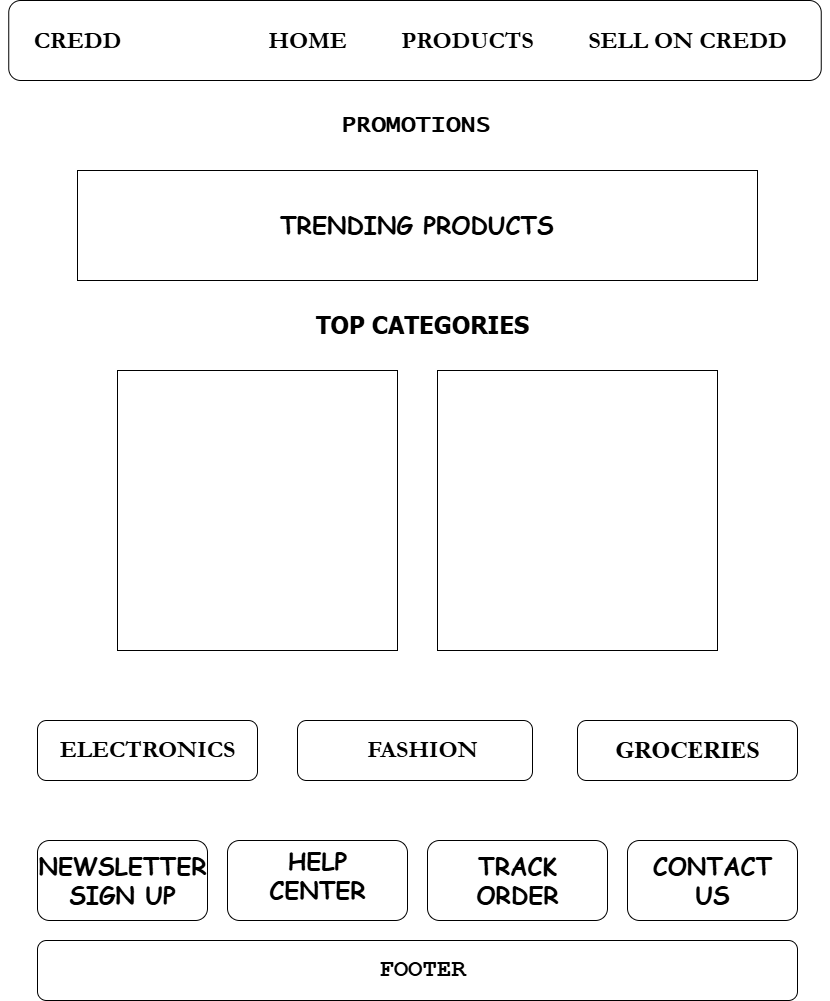 CREDD HOME PRODUCTS SELL ON CREDD
PROMOTIONS
TRENDING PRODUCTS
TOP CATEGORIES
ELECTRONICS FASHION GROCERIES
NEWSLETTER
SIGN UP
HELP
CENTER
TRACK
ORDER
CONTACT
US
FOOTER